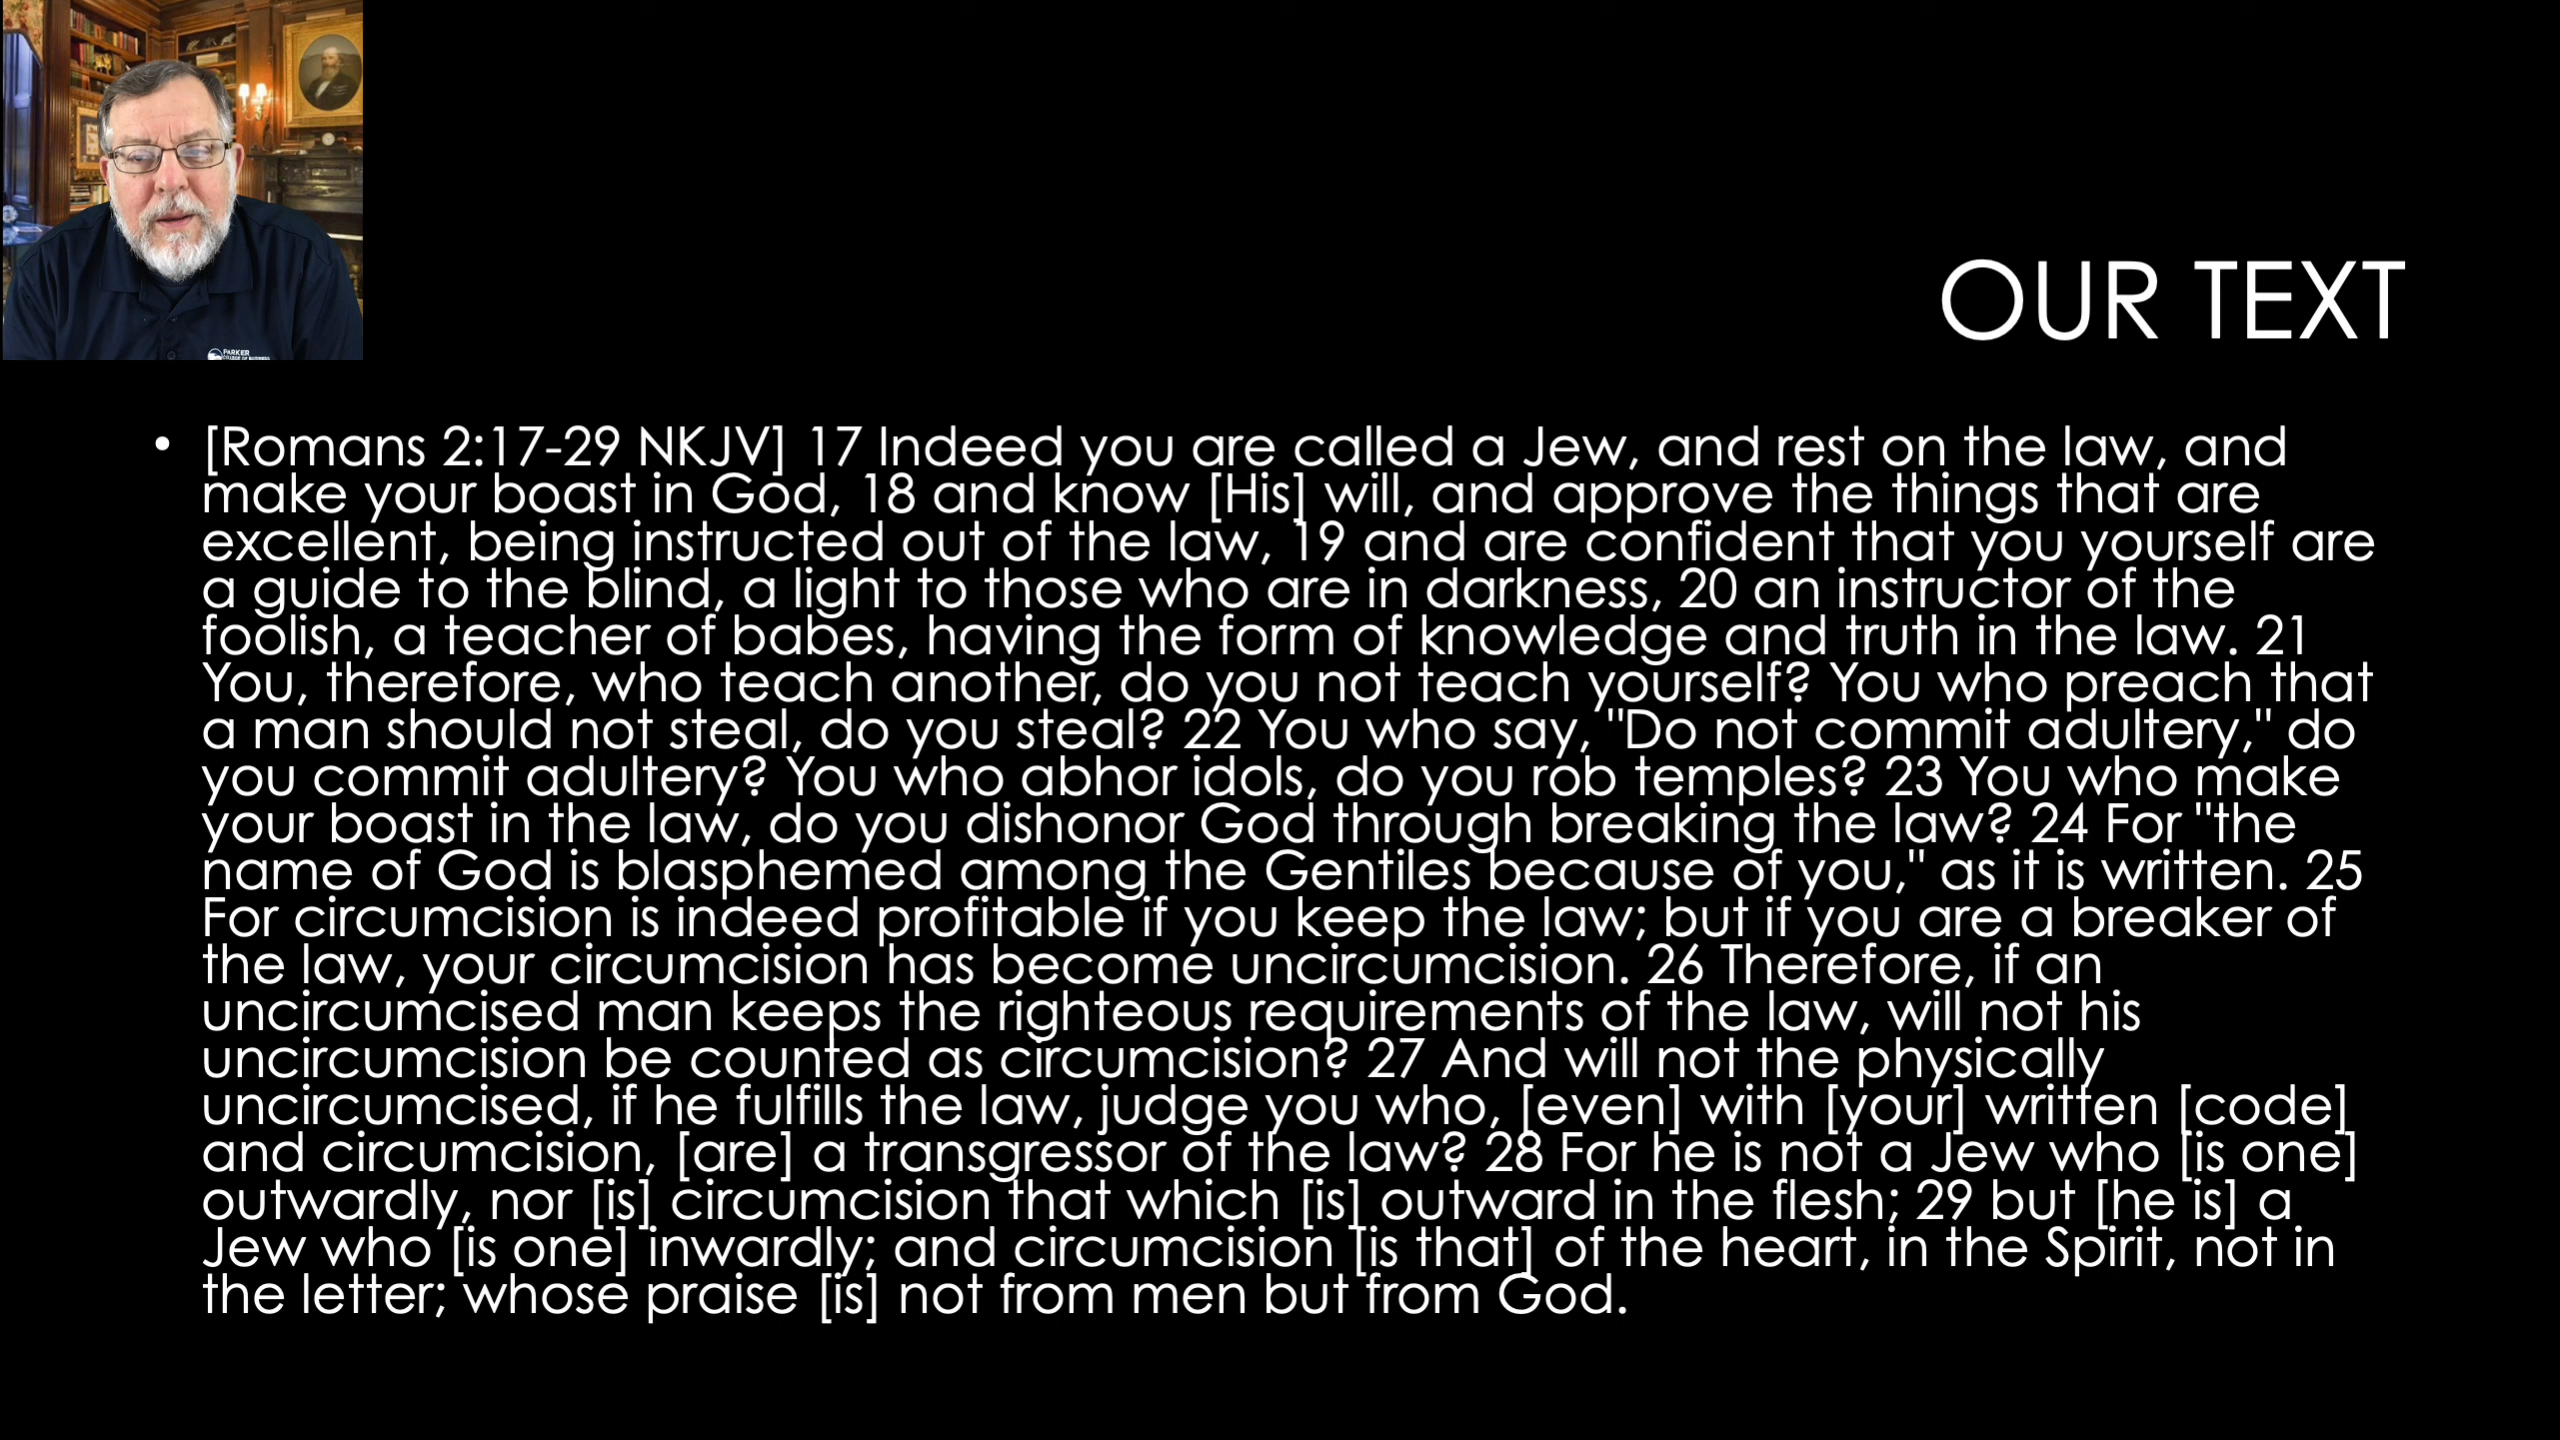 PARKER
COLLEGE OF BUSINESS
OUR TEXT
• [Romans 2:17-29 NKJV] 17 Indeed you are called a Jew, and rest on the law, and
make your boast in God, 18 and know [His] will, and approve the things that are
excellent, being instructed out of the law, 19 and are confident that you yourself are
a guide to the blind, a light to those who are in darkness, 20 an instructor of the
foolish, a teacher of babes, having the form of knowledge and truth in the law. 21
You, therefore, who teach another, do you not teach yourself? You who preach that
a man should not steal, do you steal? 22 You who say, "Do not commit adultery," do
you commit adultery? You who abhor idols, do you rob temples? 23 You who make
your boast in the law, do you dishonor God through breaking the law? 24 For "the
name of God is blasphemed among the Gentiles because of you," as it is written. 25
For circumcision is indeed profitable if you keep the law; but if you are a breaker of
the law, your circumcision has become uncircumcision. 26 Therefore, if an
uncircumcised man keeps the righteous requirements of the law, will not his
uncircumcision be counted as circumcision? 27 And will not the physically
uncircumcised, if he fulfills the law, judge you who, [even] with [your] written [code]
and circumcision, [are] a transgressor of the law? 28 For he is not a Jew who [is one]
outwardly, nor [is] circumcision that which [is] outward in the flesh; 29 but [he is] a
Jew who [is one] inwardly; and circumcision [is that] of the heart, in the Spirit, not in
the letter; whose praise [is] not from men but from God.